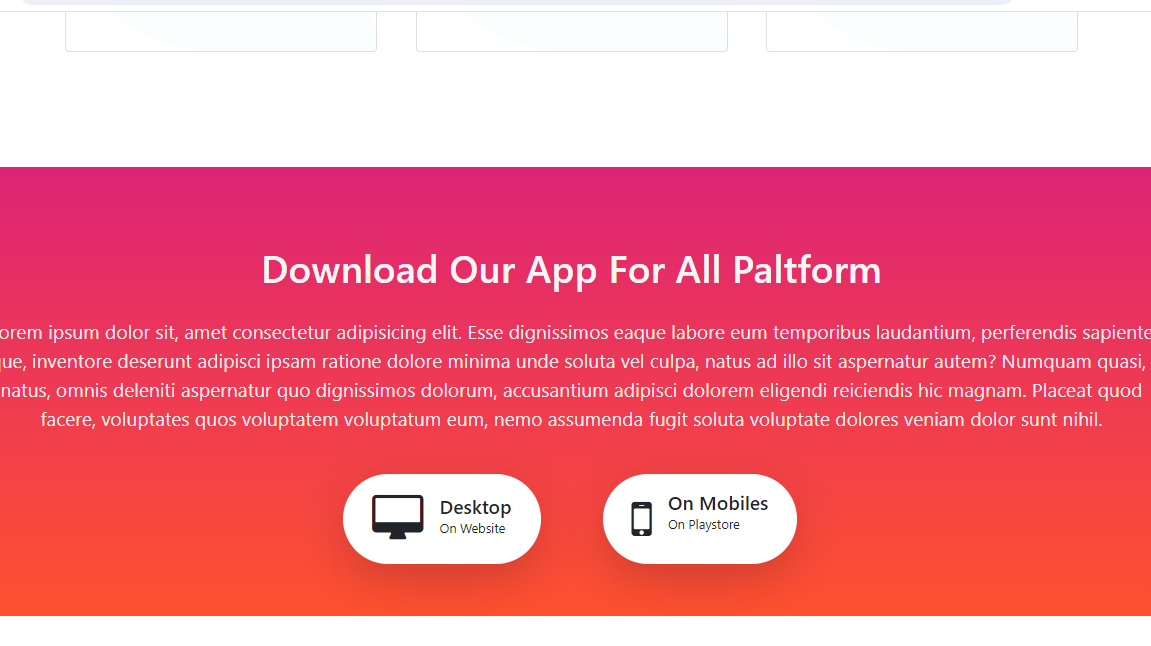 Download Our App For All Paltform
orem ipsum dolor sit, amet consectetur adipisicing elit. Esse dignissimos eaque labore eum temporibus laudantium, perferendis sapiente
ue, inventore deserunt adipisci ipsam ratione dolore minima unde soluta vel culpa, natus ad illo sit aspernatur autem? Numquam quasi,
natus, omnis deleniti aspernatur quo dignissimos dolorum, accusantium adipisci dolorem eligendi reiciendis hic magnam. Placeat quod
facere, voluptates quos voluptatem voluptatum eum, nemo assumenda fugit soluta voluptate dolores veniam dolor sunt nihil.
Desktop
On Website
On Mobiles
On Playstore